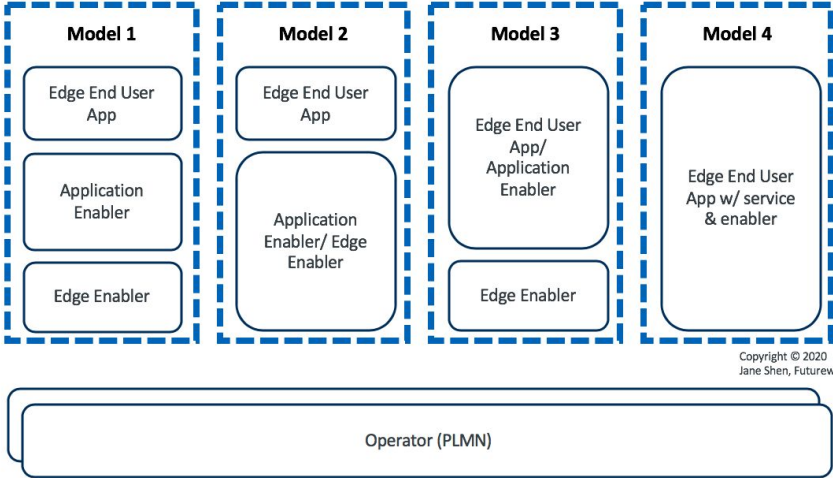 Model 1
Edge End User
App
Application
Enabler
Edge Enabler
Model 2
Edge End User
App
Application
Enabler/ Edge
Enabler
Model 3
Edge End User
App/
Application
Enabler
Edge Enabler
Model 4
Edge End User
App w/ service
& enabler
Copyright © 2020
Jane Shen, Futurew
Operator (PLMN)